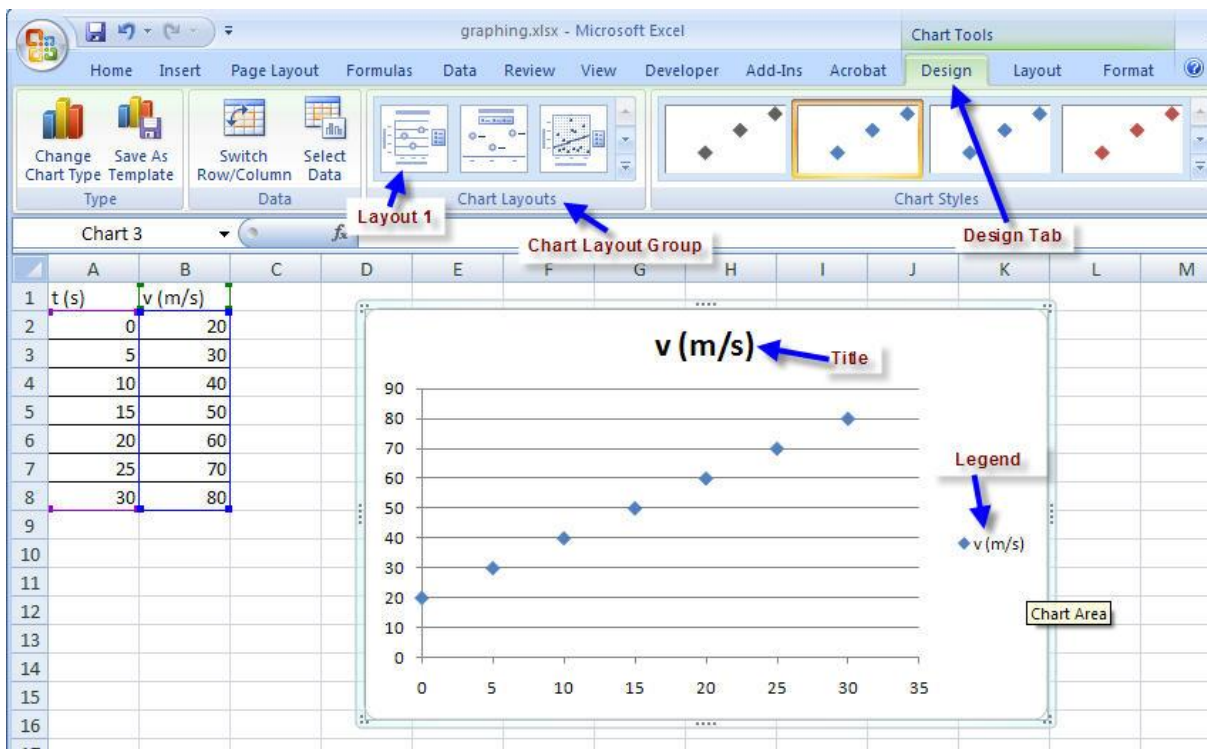 graphing.xlsx - Microsoft Excel
Chart Tools
Home Insert Page Layout Formulas Data Review View Developer Add-Ins Acrobat Design Layout Format
Change Chart Type
Save As Template
Switch Row/Column
Select Data
Type
Data
Chart Layouts
Chart Styles
Layout 1
Chart Layout Group
Design Tab
Chart 3
fx
A B C D E F G H I J K L M
1 t (s) v (m/s)
2 0 20
3 5 30
4 10 40
5 15 50
6 20 60
7 25 70
8 30 80
9
10
11
12
13
14
15
16
v (m/s)
Title
90
80
70
60
50
40
30
20
10
0
0 5 10 15 20 25 30 35
Legend
v (m/s)
Chart Area